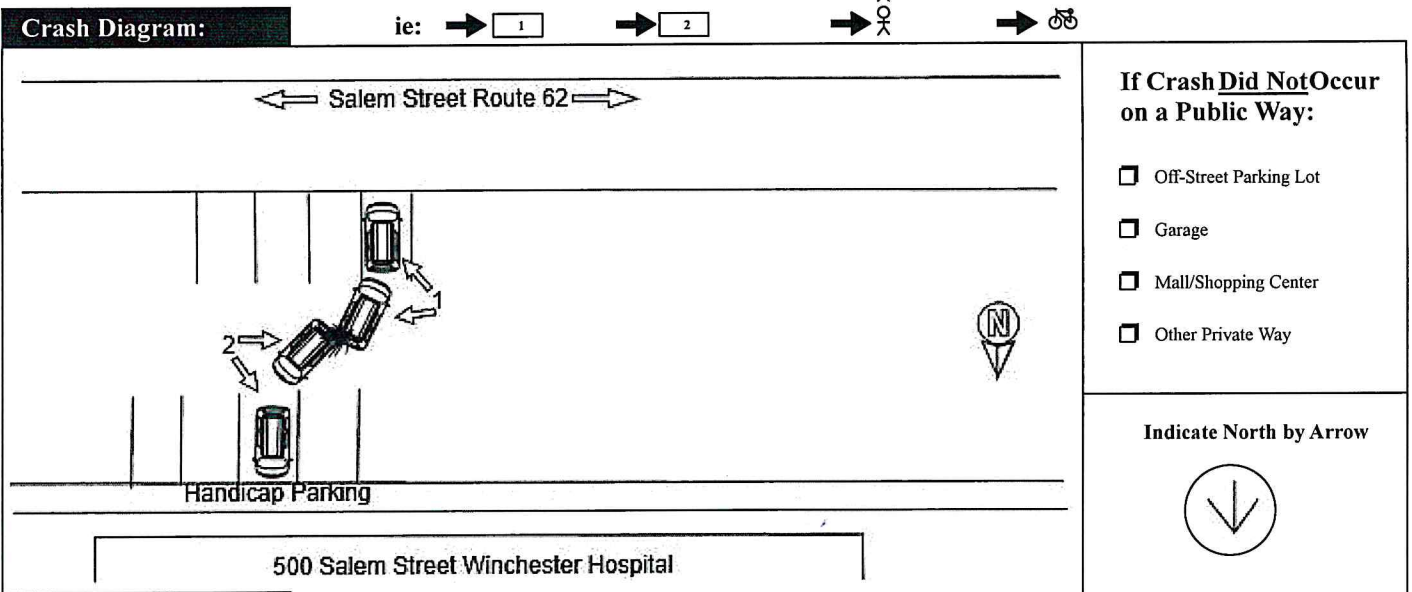 Crash Diagram:
ie:
1
2
Salem Street Route 62
1
2
N
Handicap Parking
500 Salem Street Winchester Hospital
If Crash Did Not Occur
on a Public Way:
Off-Street Parking Lot
Garage
Mall/Shopping Center
Other Private Way
Indicate North by Arrow